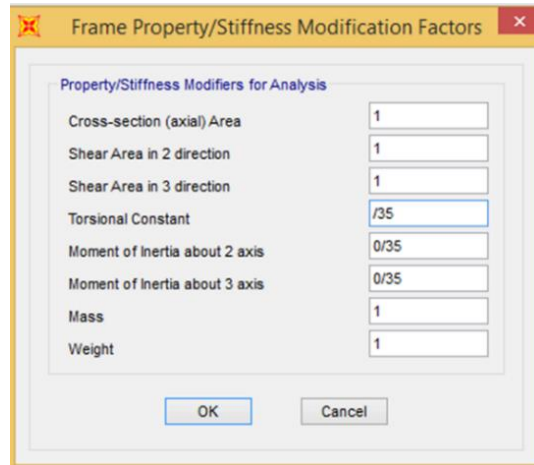 Frame Property/Stiffness Modification Factors
Property/Stiffness Modifiers for Analysis
Cross-section (axial) Area 1
Shear Area in 2 direction 1
Shear Area in 3 direction 1
Torsional Constant /35
Moment of Inertia about 2 axis 0/35
Moment of Inertia about 3 axis 0/35
Mass 1
Weight 1
OK Cancel